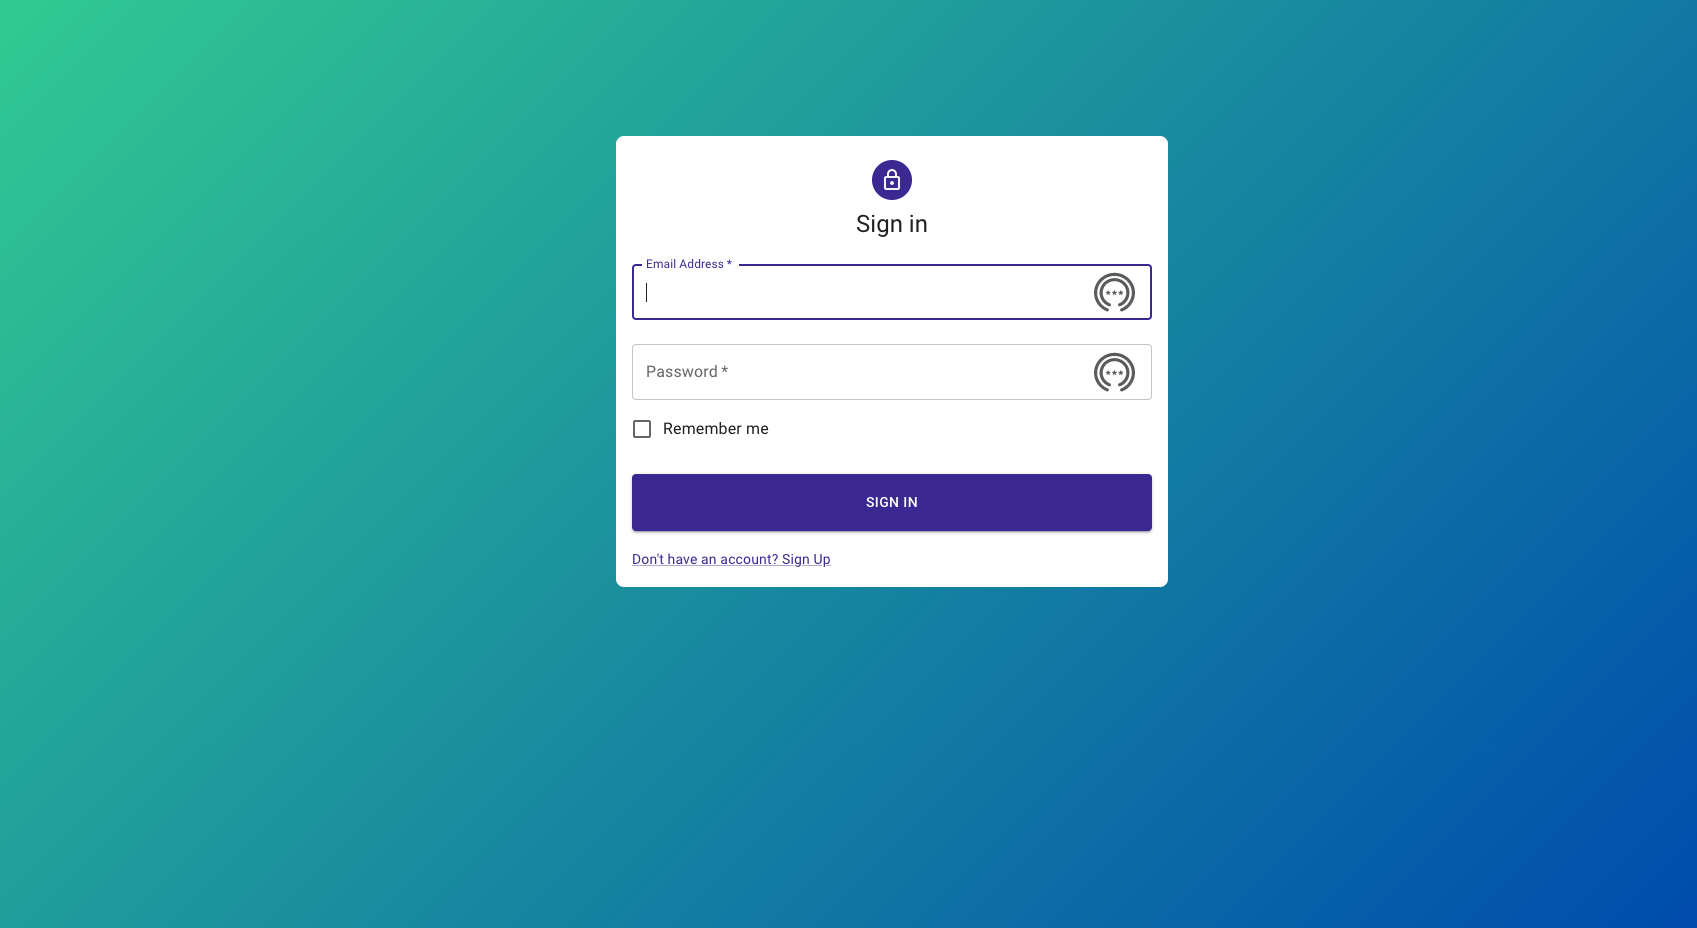 Sign in
Email Address *
Password *
Remember me
SIGN IN
Don't have an account? Sign Up